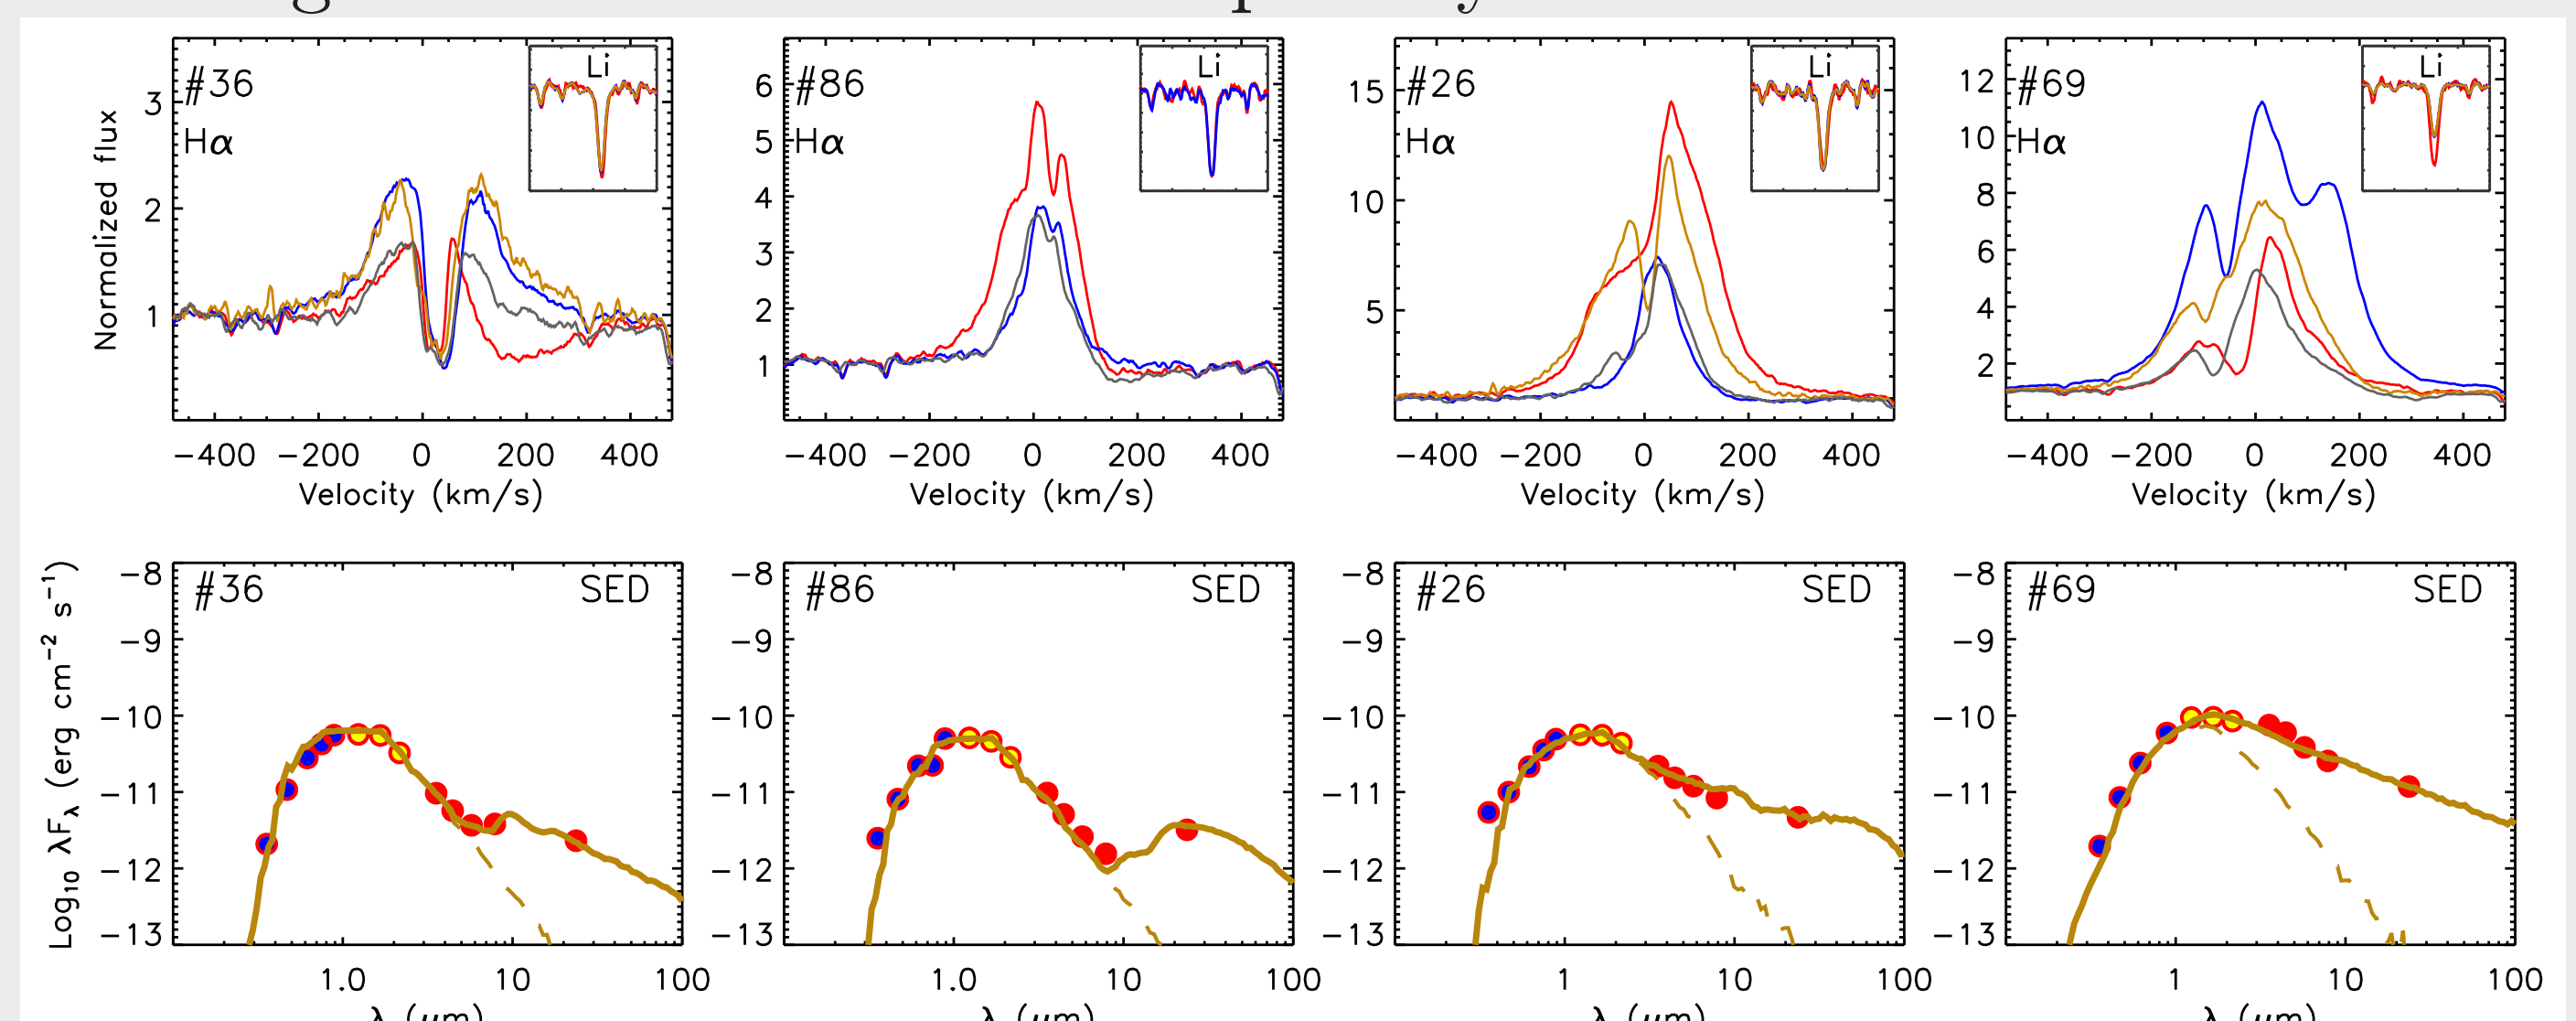 #36
Hα
Li
Normalized flux
3
2
1
−400 −200 0 200 400
Velocity (km/s)
#86
Hα
Li
6
5
4
3
2
1
−400 −200 0 200 400
Velocity (km/s)
#26
Hα
Li
15
10
5
−400 −200 0 200 400
Velocity (km/s)
#69
Hα
Li
12
10
8
6
4
2
−400 −200 0 200 400
Velocity (km/s)
#36 SED
Log₁₀ λF_λ (erg cm⁻² s⁻¹)
−8
−9
−10
−11
−12
−13
1.0 10 100
λ (μm)
#86 SED
−8
−9
−10
−11
−12
−13
1.0 10 100
λ (μm)
#26 SED
−8
−9
−10
−11
−12
−13
1 10 100
λ (μm)
#69 SED
−8
−9
−10
−11
−12
−13
1 10 100
λ (μm)